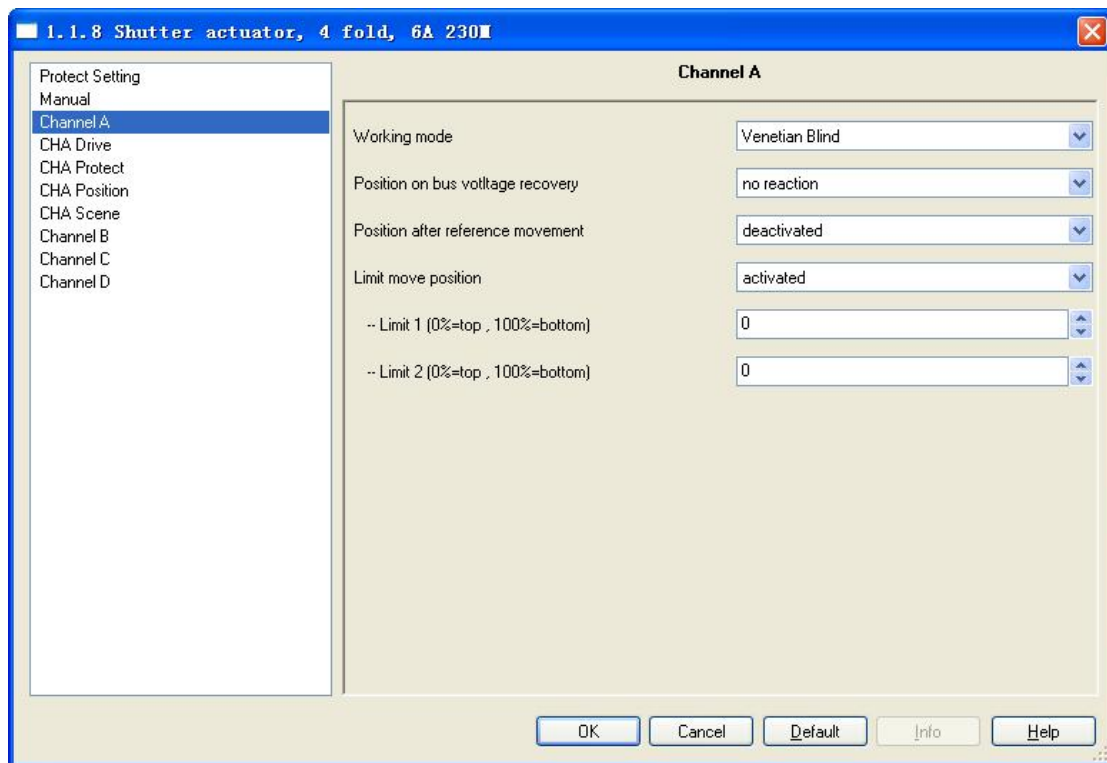 1.1.8 Shutter actuator, 4 fold, 6A 230M
Protect Setting
Manual
Channel A
CHA Drive
CHA Protect
CHA Position
CHA Scene
Channel B
Channel C
Channel D
Channel A
Working mode
Venetian Blind
Position on bus votltage recovery
no reaction
Position after reference movement
deactivated
Limit move position
activated
-- Limit 1 (0%=top , 100%=bottom)
0
-- Limit 2 (0%=top , 100%=bottom)
0
OK
Cancel
Default
Info
Help